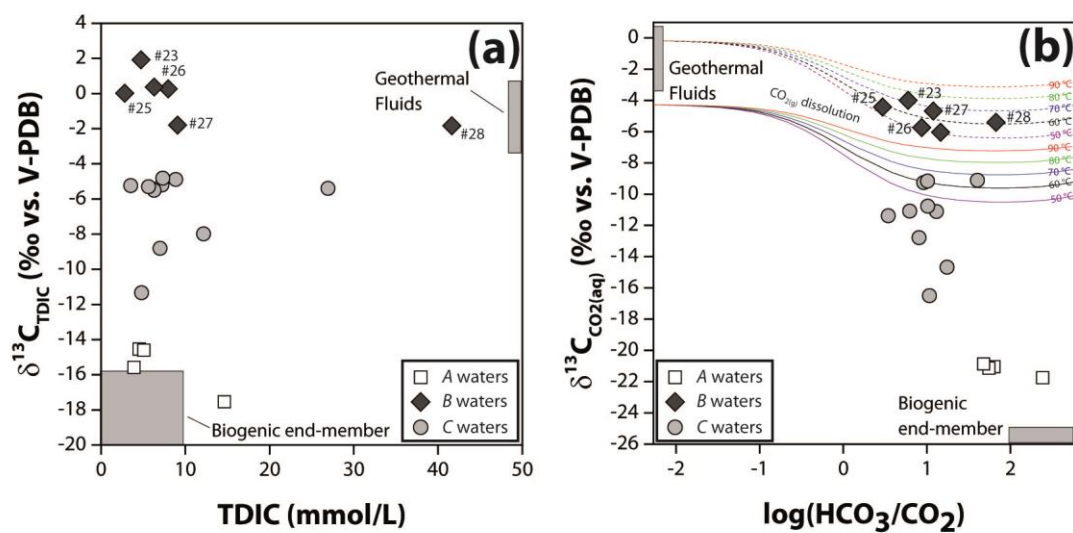 4
2
0
-2
-4
-6
-8
-10
-12
-14
-16
-18
-20
δ¹³C_TDIC (‰ vs. V-PDB)
(a)
#23
#26
#25
#27
#28
Geothermal
Fluids
Biogenic end-member
A waters
B waters
C waters
0 10 20 30 40 50
TDIC (mmol/L)
0
-2
-4
-6
-8
-10
-12
-14
-16
-18
-20
-22
-24
-26
δ¹³C_CO2(aq) (‰ vs. V-PDB)
(b)
Geothermal
Fluids
CO2(g) dissolution
#25
#23
#27
#26
#28
90 °C
80 °C
70 °C
60 °C
50 °C
90 °C
80 °C
70 °C
60 °C
50 °C
A waters
B waters
C waters
Biogenic
end-member
-2 -1 0 1 2
log(HCO₃/CO₂)